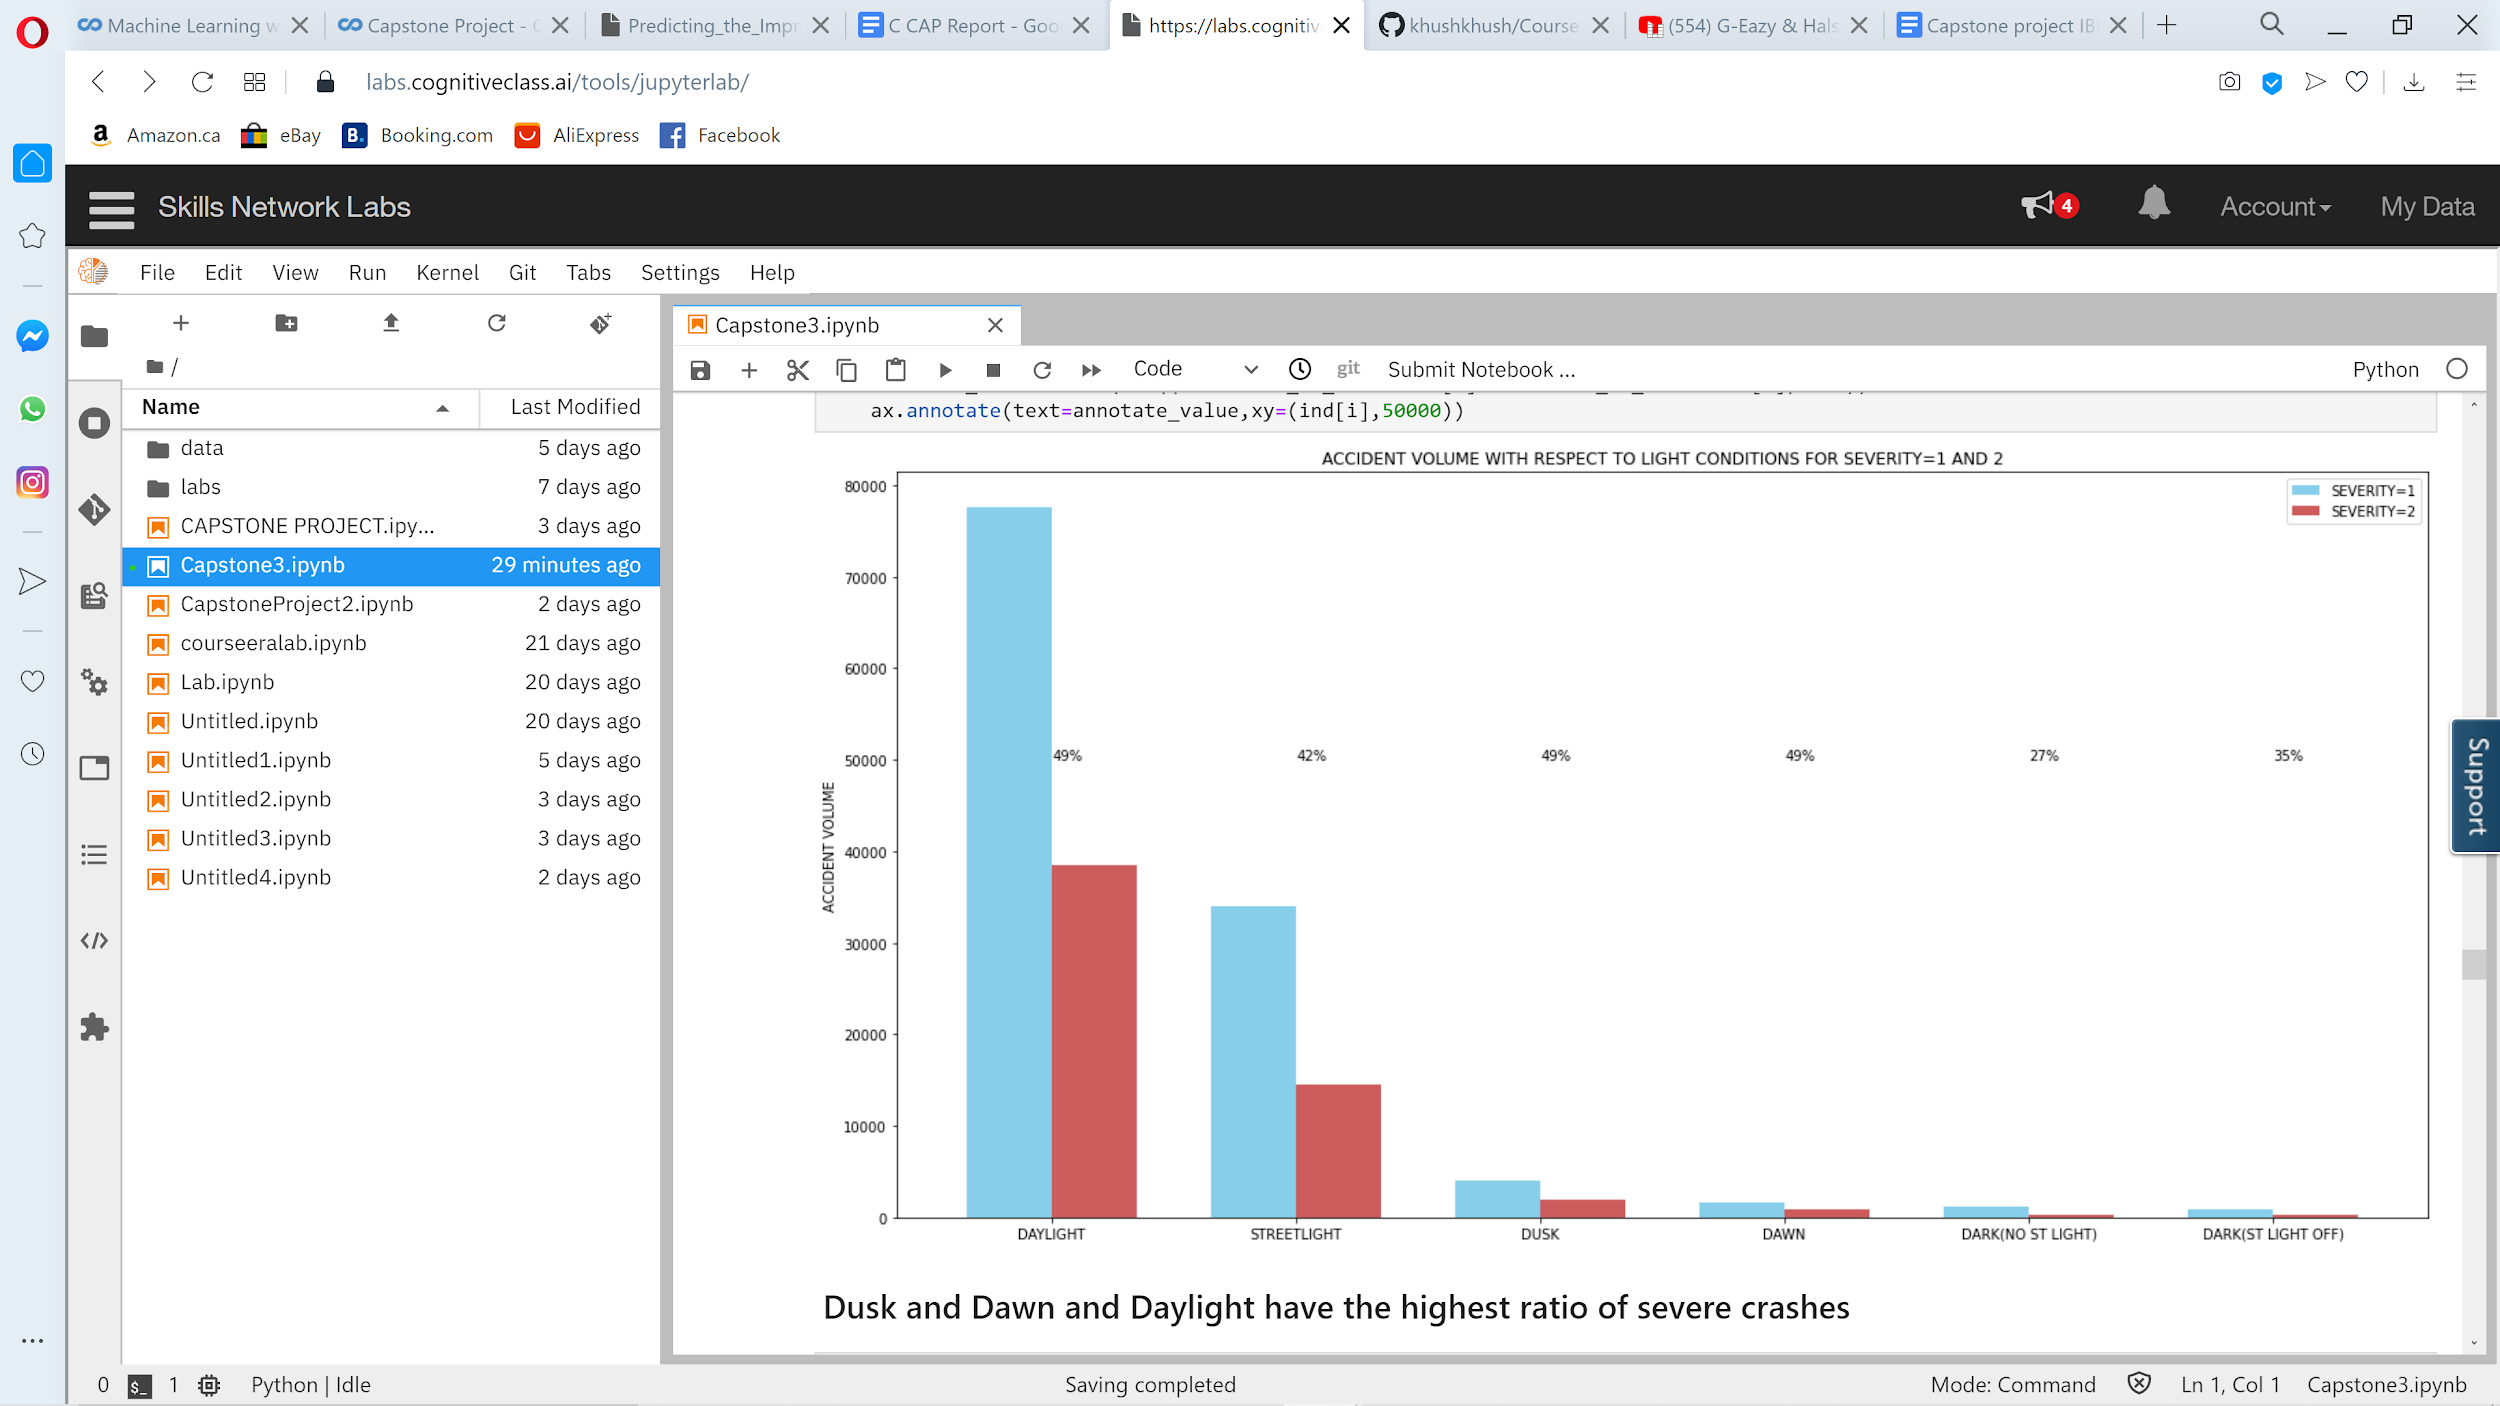 Machine Learning w
Capstone Project - C
Predicting_the_Impr
C CAP Report - Goo
https://labs.cognitiv
khushkhush/Course
(554) G-Eazy & Hals
Capstone project IB
labs.cognitiveclass.ai/tools/jupyterlab/
Amazon.ca
eBay
Booking.com
AliExpress
Facebook
Skills Network Labs
4
Account
My Data
File Edit View Run Kernel Git Tabs Settings Help
/
Name
Last Modified
data 5 days ago
labs 7 days ago
CAPSTONE PROJECT.ipy... 3 days ago
Capstone3.ipynb 29 minutes ago
CapstoneProject2.ipynb 2 days ago
courseeralab.ipynb 21 days ago
Lab.ipynb 20 days ago
Untitled.ipynb 20 days ago
Untitled1.ipynb 5 days ago
Untitled2.ipynb 3 days ago
Untitled3.ipynb 3 days ago
Untitled4.ipynb 2 days ago
Capstone3.ipynb
Code
git
Submit Notebook ...
Python
ax.annotate(text=annotate_value,xy=(ind[i],50000))
ACCIDENT VOLUME WITH RESPECT TO LIGHT CONDITIONS FOR SEVERITY=1 AND 2
SEVERITY=1
SEVERITY=2
80000
70000
60000
50000
40000
30000
20000
10000
0
ACCIDENT VOLUME
49% 42% 49% 49% 27% 35%
DAYLIGHT STREETLIGHT DUSK DAWN DARK(NO ST LIGHT) DARK(ST LIGHT OFF)
Dusk and Dawn and Daylight have the highest ratio of severe crashes
Support
0 $_ 1 Python | Idle
Saving completed
Mode: Command
Ln 1, Col 1
Capstone3.ipynb